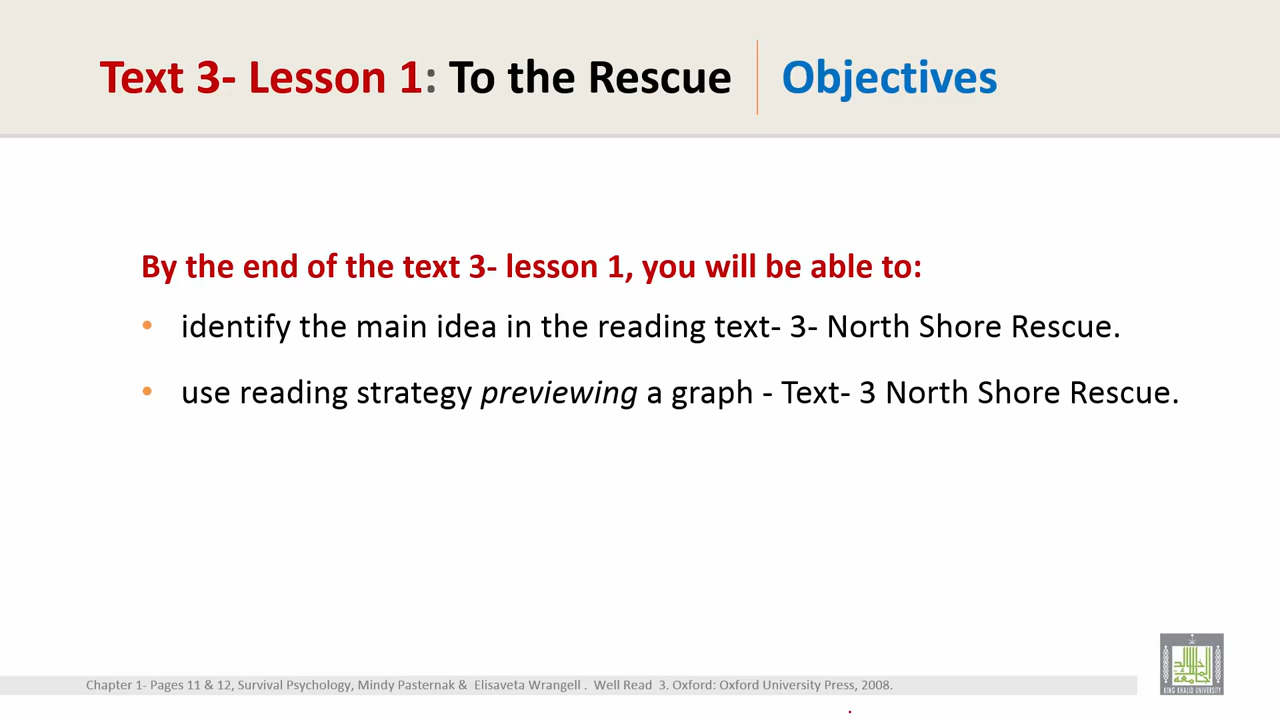 Text 3- Lesson 1: To the Rescue
Objectives
By the end of the text 3- lesson 1, you will be able to:
• identify the main idea in the reading text- 3- North Shore Rescue.
• use reading strategy previewing a graph - Text- 3 North Shore Rescue.
Chapter 1- Pages 11 & 12, Survival Psychology, Mindy Pasternak & Elisaveta Wrangell . Well Read 3. Oxford: Oxford University Press, 2008.
KING KHALID UNIVERSITY